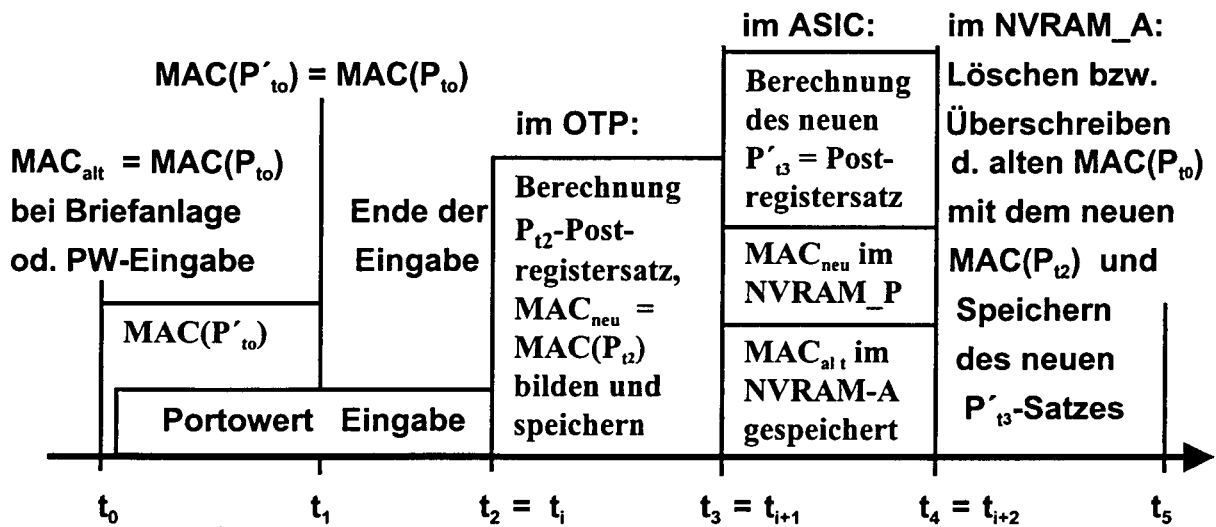 MAC(P´to) = MAC(Pto)
MACalt = MAC(Pto)
bei Briefanlage
od. PW-Eingabe
MAC(P´to)
Ende der
Eingabe
Portowert Eingabe
im OTP:
Berechnung
Pt2-Post-
registersatz,
MACneu =
MAC(Pt2)
bilden und
speichern
im ASIC:
Berechnung
des neuen
P´t3 = Post-
registersatz
MACneu im
NVRAM_P
MACalt im
NVRAM-A
gespeichert
im NVRAM_A:
Löschen bzw.
Überschreiben
d. alten MAC(Pt0)
mit dem neuen
MAC(Pt2) und
Speichern
des neuen
P´t3-Satzes
t0 t1 t2 = ti t3 = ti+1 t4 = ti+2 t5